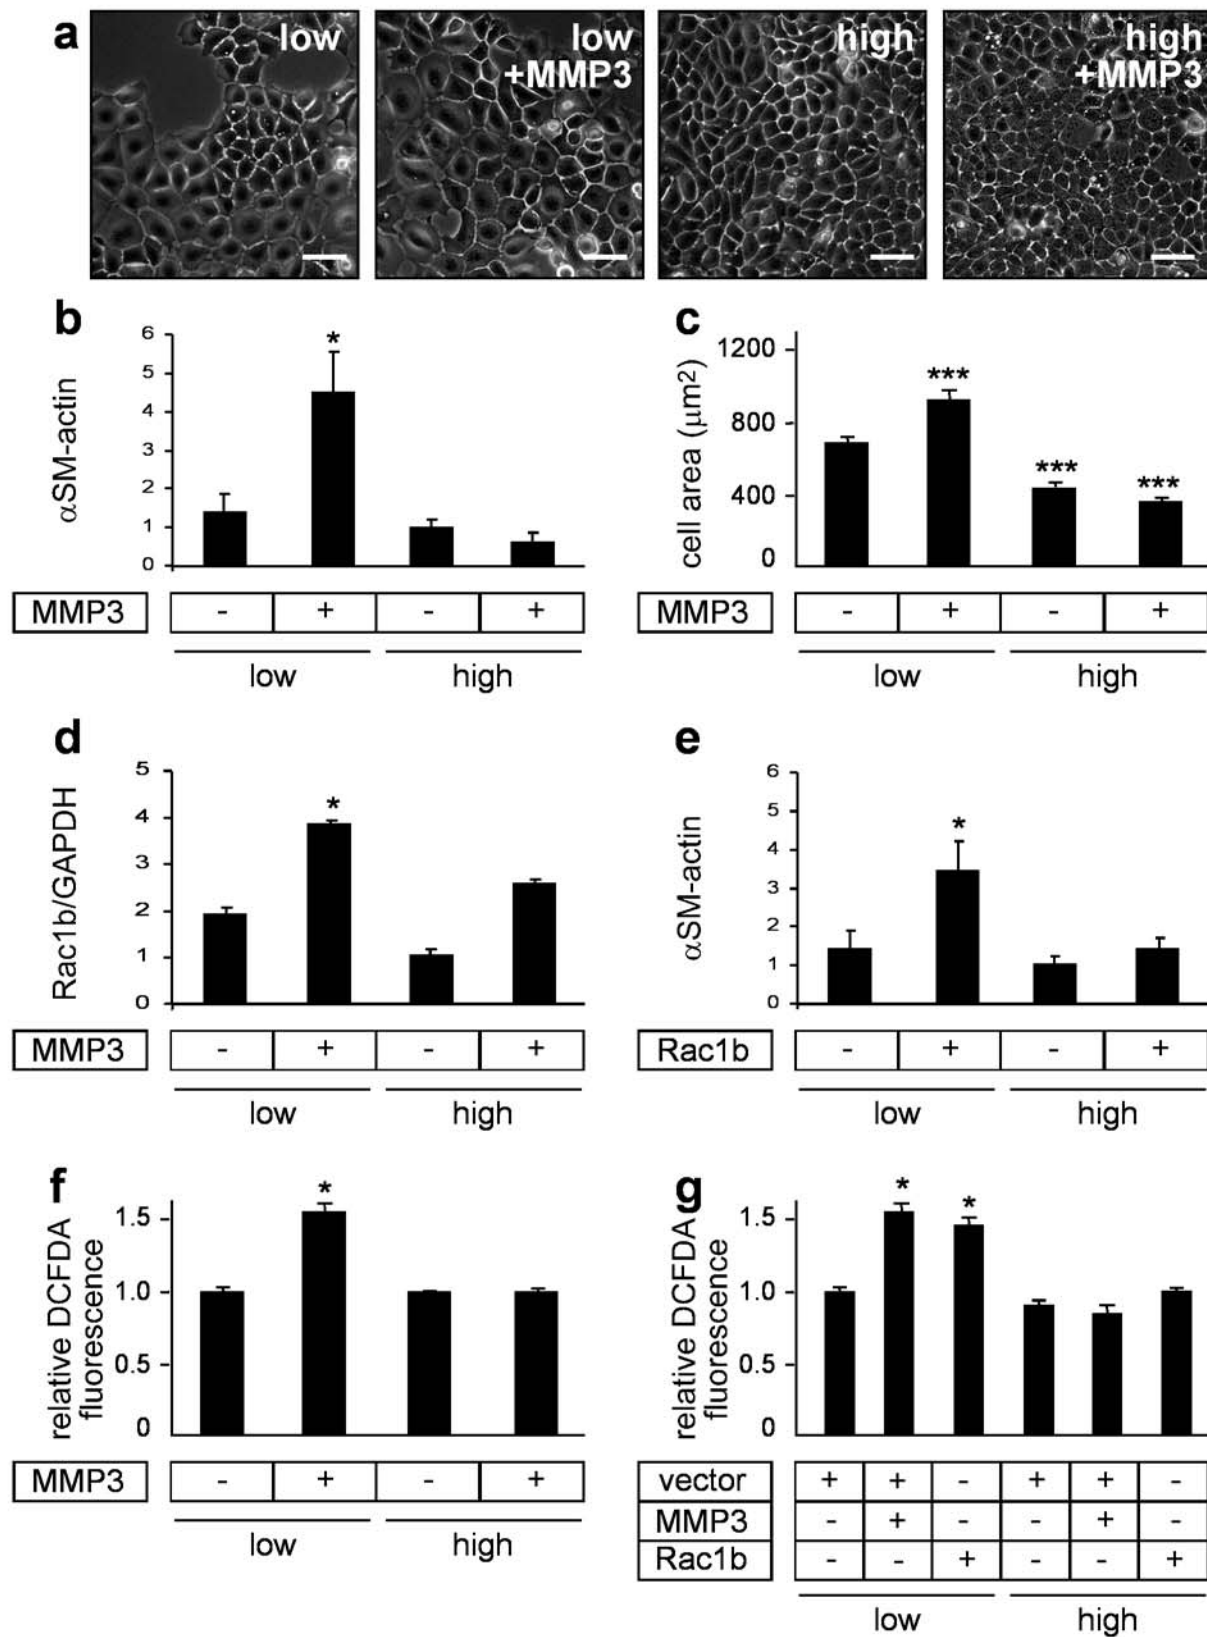 a
low
low
+MMP3
high
high
+MMP3
b
αSM-actin
6
5
4
3
2
1
0
*
MMP3 - + - +
low high
c
cell area (μm²)
1200
800
400
0
*** *** ***
MMP3 - + - +
low high
d
Rac1b/GAPDH
5
4
3
2
1
0
*
MMP3 - + - +
low high
e
αSM-actin
6
5
4
3
2
1
0
*
Rac1b - + - +
low high
f
relative DCFDA
fluorescence
1.5
1.0
0.5
0
*
MMP3 - + - +
low high
g
relative DCFDA
fluorescence
1.5
1.0
0.5
0
* *
vector + + - + + -
MMP3 - + - - + -
Rac1b - - + - - +
low high